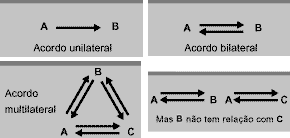 A B
Acordo unilateral
A B
Acordo bilateral
Acordo
multilateral
B
A C
A B A C
Mas B não tem relação com C